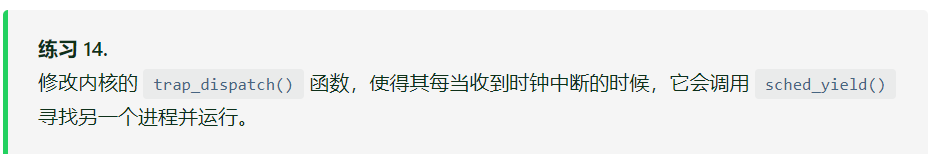 练习 14.
修改内核的 trap_dispatch() 函数，使得其每当收到时钟中断的时候，它会调用 sched_yield()
寻找另一个进程并运行。